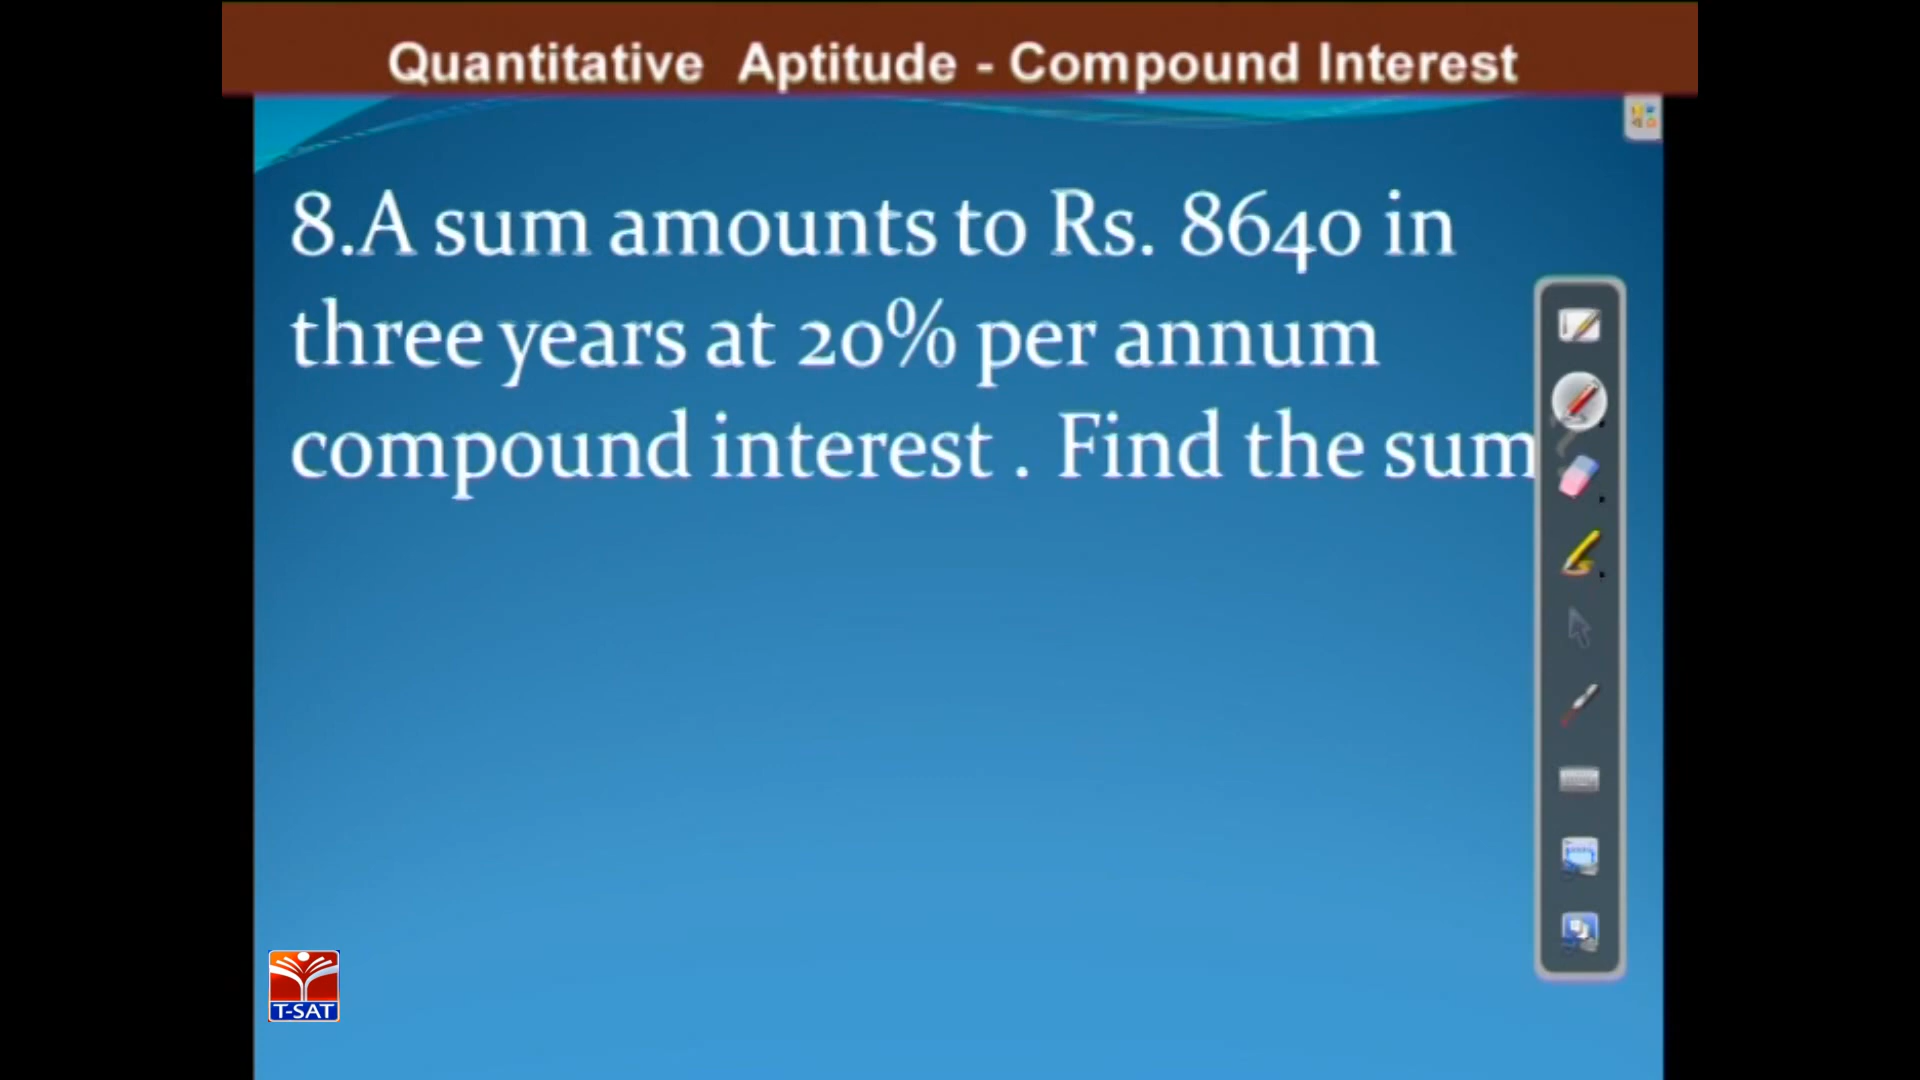 Quantitative Aptitude - Compound Interest
8.A sum amounts to Rs. 8640 in
three years at 20% per annum
compound interest . Find the sum
T-SAT